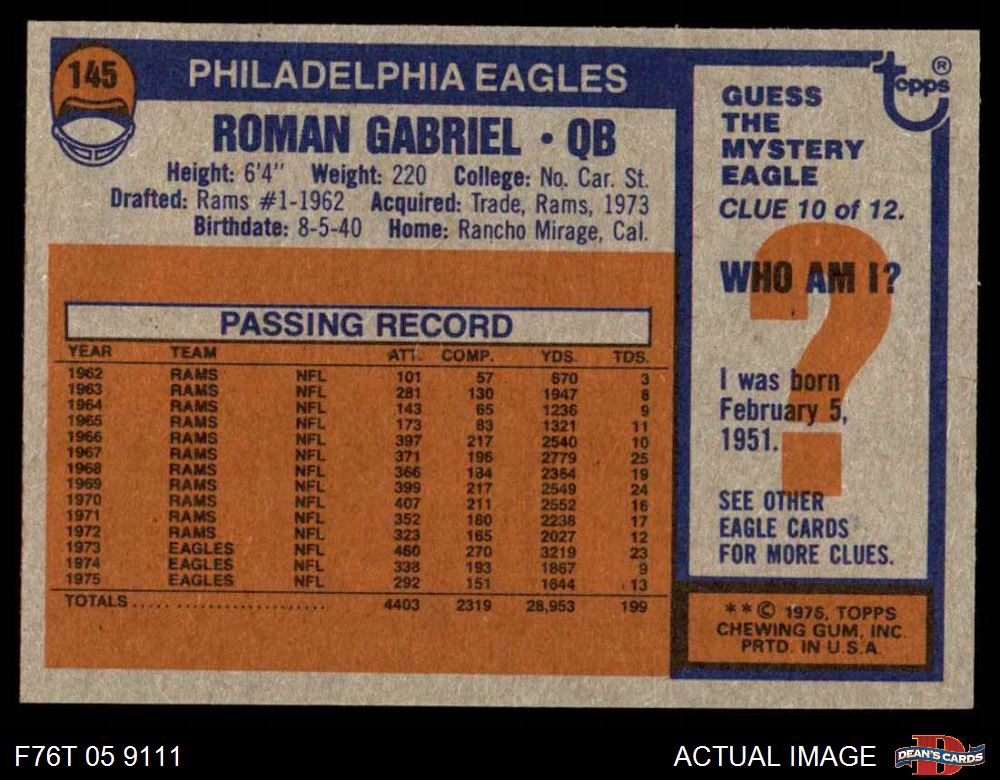 145
PHILADELPHIA EAGLES
ROMAN GABRIEL • QB
Height: 6'4" Weight: 220 College: No. Car. St.
Drafted: Rams #1-1962 Acquired: Trade, Rams, 1973
Birthdate: 8-5-40 Home: Rancho Mirage, Cal.
PASSING RECORD
YEAR TEAM ATT. COMP. YDS. TDS.
1962 RAMS NFL 101 57 670 3
1963 RAMS NFL 281 130 1947 8
1964 RAMS NFL 143 65 1236 9
1965 RAMS NFL 173 83 1321 11
1966 RAMS NFL 397 217 2540 10
1967 RAMS NFL 371 196 2779 25
1968 RAMS NFL 366 184 2364 19
1969 RAMS NFL 399 217 2549 24
1970 RAMS NFL 407 211 2552 16
1971 RAMS NFL 352 180 2238 17
1972 RAMS NFL 323 165 2027 12
1973 EAGLES NFL 460 270 3219 23
1974 EAGLES NFL 338 193 1867 9
1975 EAGLES NFL 292 151 1644 13
TOTALS..... 4403 2319 28,953 199
topps®
GUESS
THE
MYSTERY
EAGLE
CLUE 10 of 12.
WHO AM I?
?
I was born
February 5,
1951.
SEE OTHER
EAGLE CARDS
FOR MORE CLUES.
**© 1976, TOPPS
CHEWING GUM, INC.
PRTD. IN U.S.A.
F76T 05 9111
ACTUAL IMAGE
D
DEAN'S CARDS